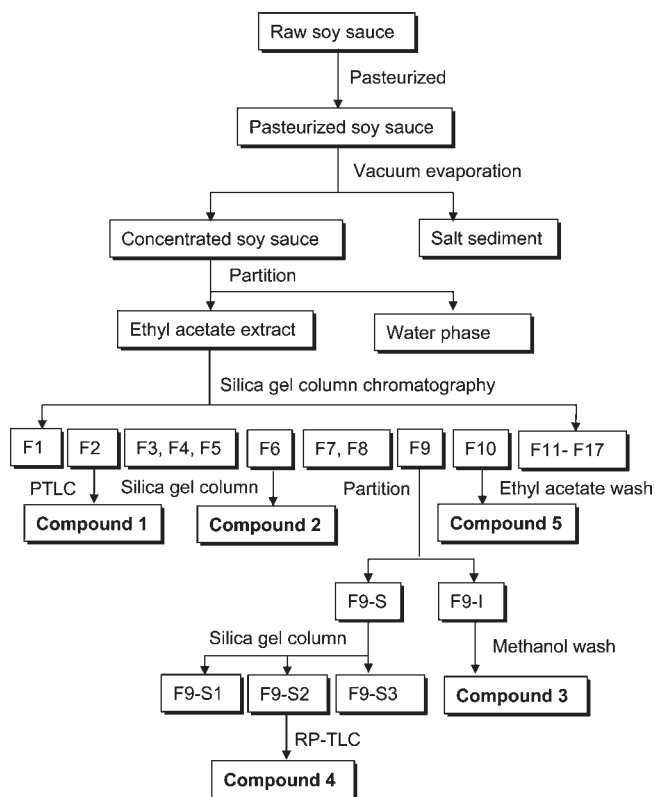 Raw soy sauce
Pasteurized
Pasteurized soy sauce
Vacuum evaporation
Concentrated soy sauce
Salt sediment
Partition
Ethyl acetate extract
Water phase
Silica gel column chromatography
F1
F2
F3, F4, F5
F6
F7, F8
F9
F10
F11- F17
PTLC
Silica gel column
Partition
Ethyl acetate wash
Compound 1
Compound 2
Compound 5
F9-S
F9-I
Silica gel column
Methanol wash
F9-S1
F9-S2
F9-S3
Compound 3
RP-TLC
Compound 4